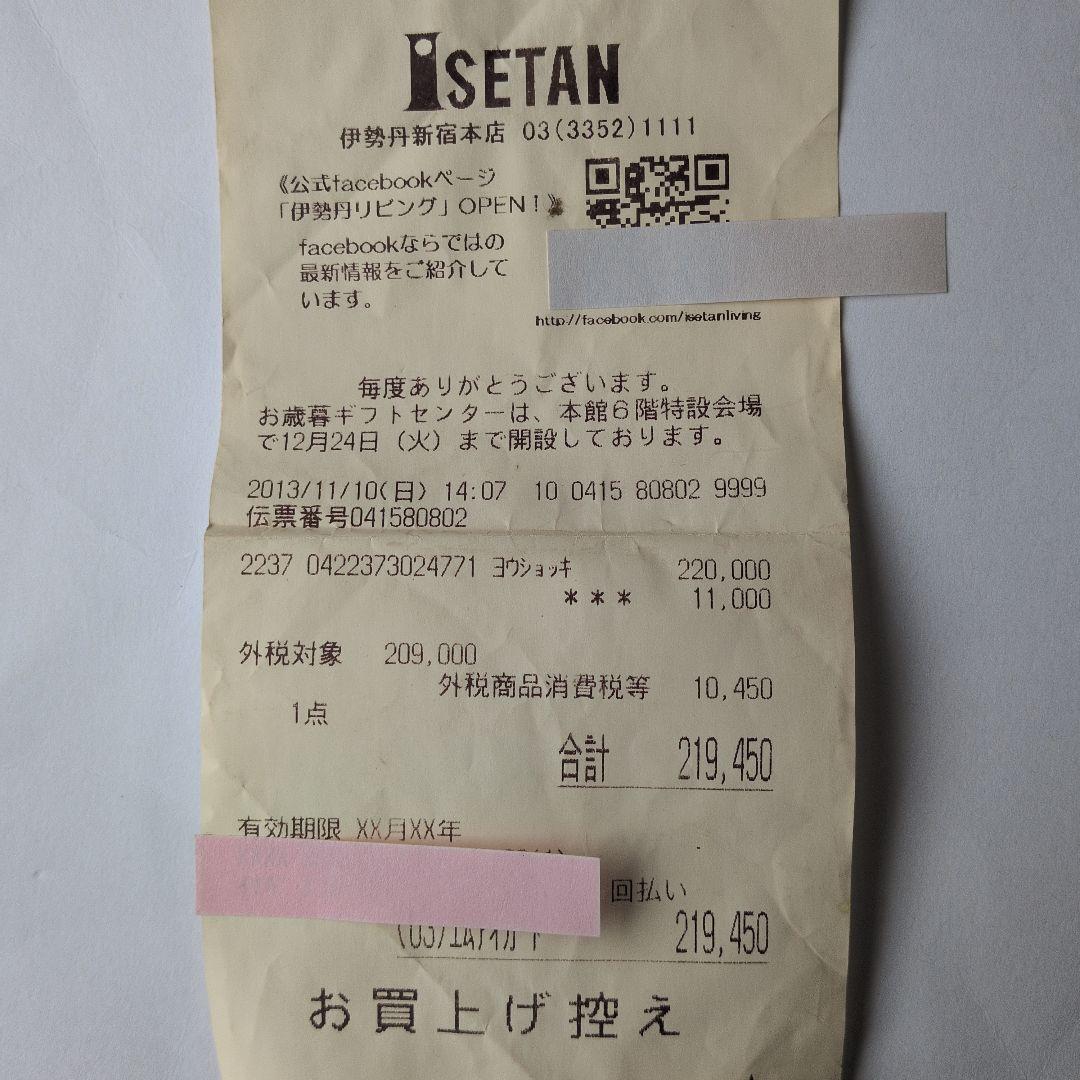 ISETAN
伊勢丹新宿本店 03(3352)1111
《公式facebookページ
「伊勢丹リビング」OPEN!》
facebookならではの
最新情報をご紹介して
います。
http://facebook.com/isetanliving
毎度ありがとうございます。
お歳暮ギフトセンターは、本館6階特設会場
で12月24日(火)まで開設しております。
2013/11/10(日) 14:07 10 0415 80802 9999
伝票番号041580802
2237 0422373024771 ヨウショッキ 220,000
*** 11,000
外税対象 209,000
外税商品消費税等 10,450
1点
合計 219,450
有効期限 XX月XX年
回払い
219,450
お買上げ控え